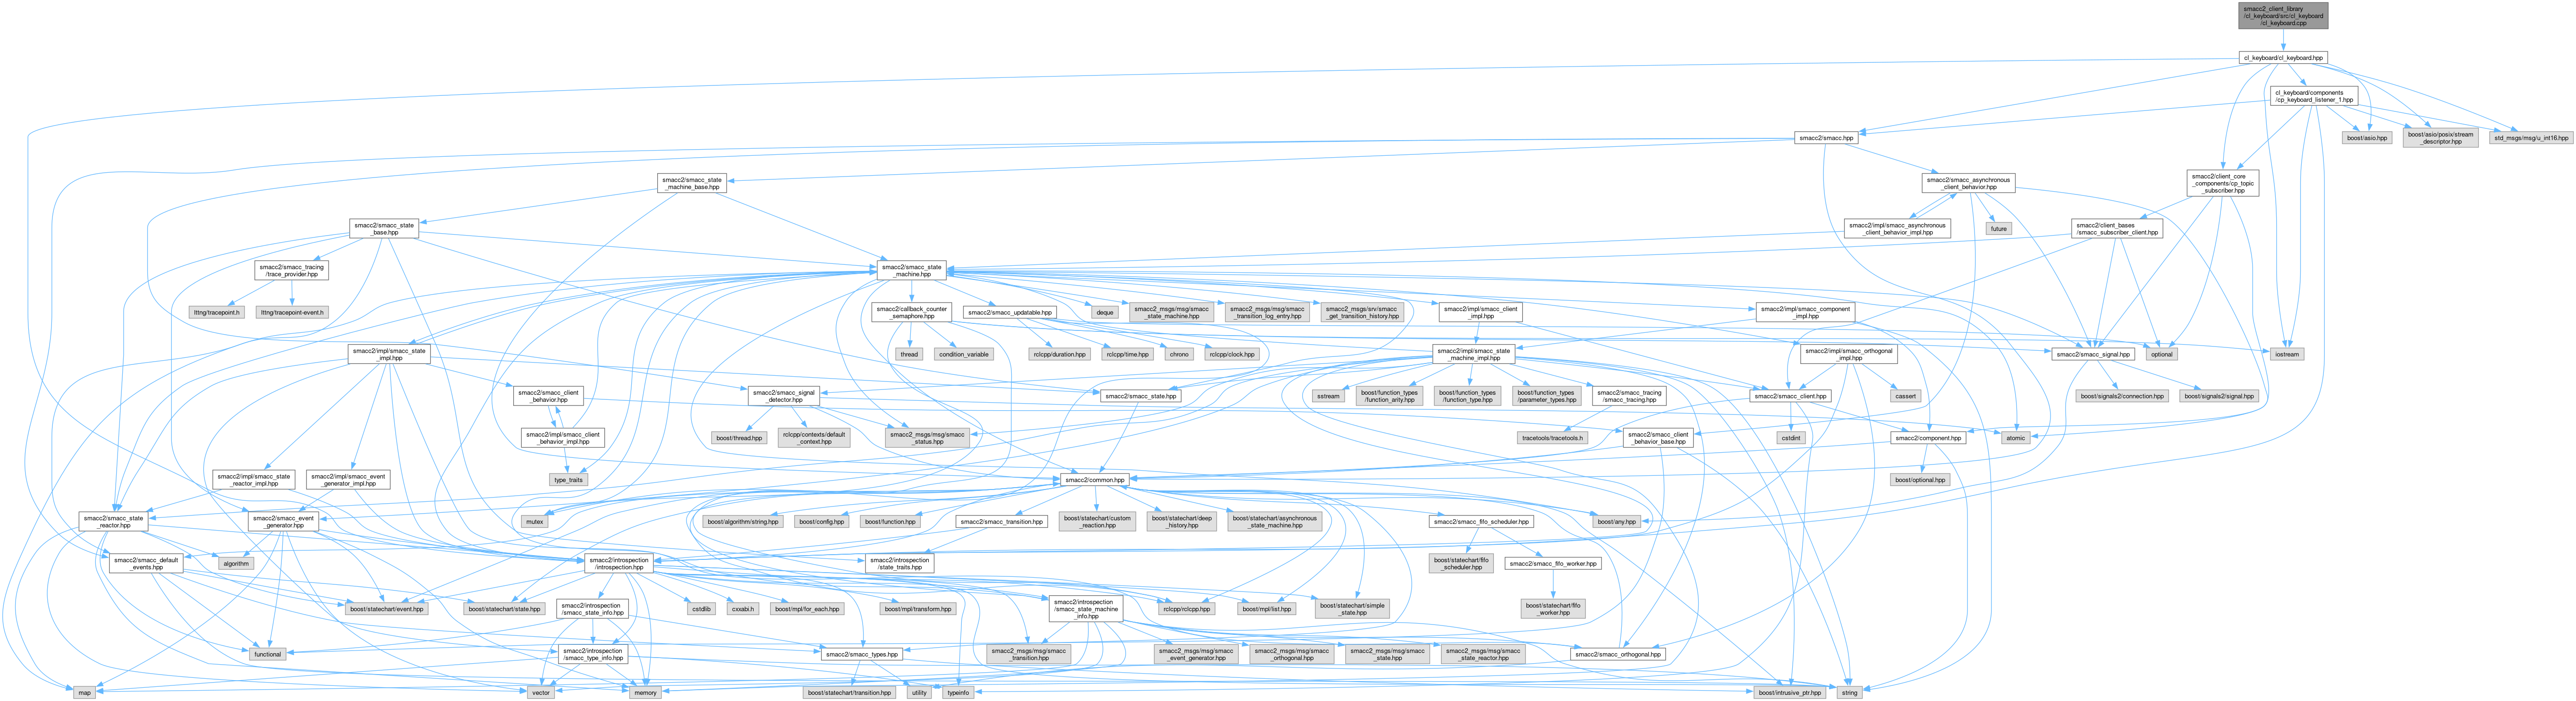 smacc2_client_library
/cl_keyboard/src/cl_keyboard
/cl_keyboard.cpp
cl_keyboard/cl_keyboard.hpp
cl_keyboard/components
/cp_keyboard_listener_1.hpp
smacc2/smacc.hpp
boost/asio.hpp
boost/asio/posix/stream
_descriptor.hpp
std_msgs/msg/u_int16.hpp
smacc2/smacc_state
_machine_base.hpp
smacc2/smacc_asynchronous
_client_behavior.hpp
smacc2/client_core
_components/cp_topic
_subscriber.hpp
smacc2/smacc_state
_base.hpp
smacc2/impl/smacc_asynchronous
_client_behavior_impl.hpp
future
smacc2/client_bases
/smacc_subscriber_client.hpp
smacc2/smacc_tracing
/trace_provider.hpp
smacc2/smacc_state
_machine.hpp
lttng/tracepoint.h
lttng/tracepoint-event.h
smacc2/callback_counter
_semaphore.hpp
smacc2/smacc_updatable.hpp
deque
smacc2_msgs/msg/smacc
_state_machine.hpp
smacc2_msgs/msg/smacc
_transition_log_entry.hpp
smacc2_msgs/srv/smacc
_get_transition_history.hpp
smacc2/impl/smacc_client
_impl.hpp
smacc2/impl/smacc_component
_impl.hpp
smacc2/impl/smacc_state
_impl.hpp
thread
condition_variable
rclcpp/duration.hpp
rclcpp/time.hpp
chrono
rclcpp/clock.hpp
smacc2/impl/smacc_state
_machine_impl.hpp
smacc2/impl/smacc_orthogonal
_impl.hpp
smacc2/smacc_signal.hpp
optional
iostream
smacc2/smacc_client
_behavior.hpp
smacc2/smacc_signal
_detector.hpp
smacc2/smacc_state.hpp
sstream
boost/function_types
/function_arity.hpp
boost/function_types
/function_type.hpp
boost/function_types
/parameter_types.hpp
smacc2/smacc_tracing
/smacc_tracing.hpp
smacc2/smacc_client.hpp
cassert
boost/signals2/connection.hpp
boost/signals2/signal.hpp
smacc2/impl/smacc_client
_behavior_impl.hpp
boost/thread.hpp
rclcpp/contexts/default
_context.hpp
smacc2_msgs/msg/smacc
_status.hpp
tracetools/tracetools.h
smacc2/smacc_client
_behavior_base.hpp
cstdint
smacc2/component.hpp
atomic
smacc2/impl/smacc_state
_reactor_impl.hpp
smacc2/impl/smacc_event
_generator_impl.hpp
type_traits
smacc2/common.hpp
boost/optional.hpp
smacc2/smacc_state
_reactor.hpp
smacc2/smacc_event
_generator.hpp
mutex
boost/algorithm/string.hpp
boost/config.hpp
boost/function.hpp
smacc2/smacc_transition.hpp
boost/statechart/custom
_reaction.hpp
boost/statechart/deep
_history.hpp
boost/statechart/asynchronous
_state_machine.hpp
smacc2/smacc_fifo_scheduler.hpp
boost/any.hpp
smacc2/smacc_default
_events.hpp
algorithm
smacc2/introspection
/introspection.hpp
smacc2/introspection
/state_traits.hpp
boost/statechart/fifo
_scheduler.hpp
smacc2/smacc_fifo_worker.hpp
boost/statechart/event.hpp
boost/statechart/state.hpp
smacc2/introspection
/smacc_state_info.hpp
cstdlib
cxxabi.h
boost/mpl/for_each.hpp
boost/mpl/transform.hpp
smacc2/introspection
/smacc_state_machine
_info.hpp
rclcpp/rclcpp.hpp
boost/mpl/list.hpp
boost/statechart/simple
_state.hpp
boost/statechart/fifo
_worker.hpp
functional
smacc2/introspection
/smacc_type_info.hpp
smacc2/smacc_types.hpp
smacc2_msgs/msg/smacc
_transition.hpp
smacc2_msgs/msg/smacc
_event_generator.hpp
smacc2_msgs/msg/smacc
_orthogonal.hpp
smacc2_msgs/msg/smacc
_state.hpp
smacc2_msgs/msg/smacc
_state_reactor.hpp
smacc2/smacc_orthogonal.hpp
map
vector
memory
boost/statechart/transition.hpp
utility
typeinfo
boost/intrusive_ptr.hpp
string